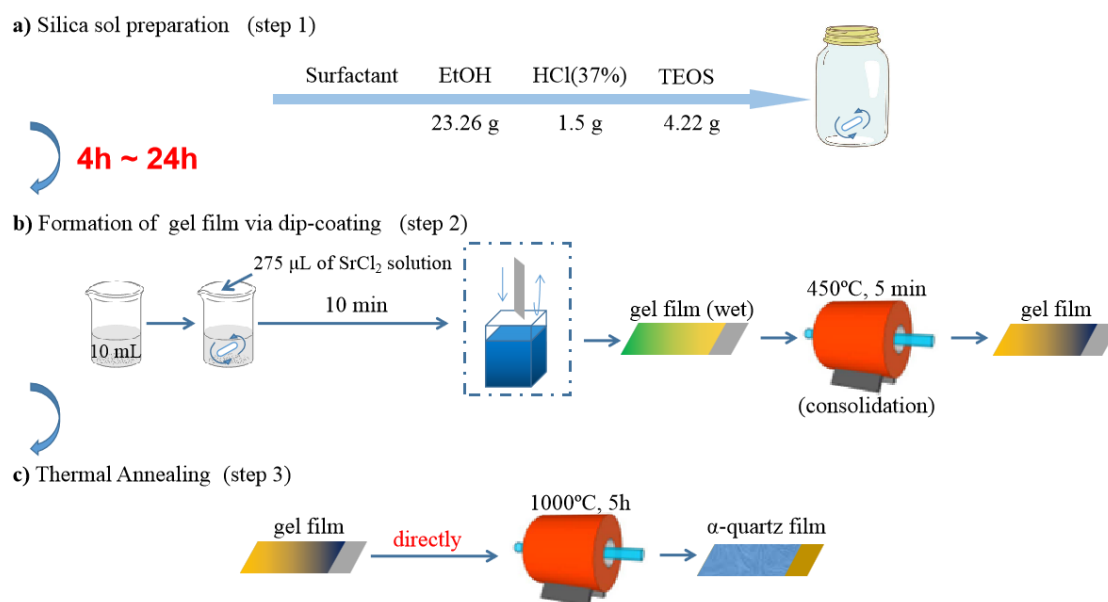 a) Silica sol preparation (step 1)
Surfactant EtOH HCl(37%) TEOS
23.26 g 1.5 g 4.22 g
4h ~ 24h
b) Formation of gel film via dip-coating (step 2)
275 μL of SrCl₂ solution
10 mL
10 min
gel film (wet)
450ºC, 5 min
(consolidation)
gel film
c) Thermal Annealing (step 3)
gel film
directly
1000ºC, 5h
α-quartz film